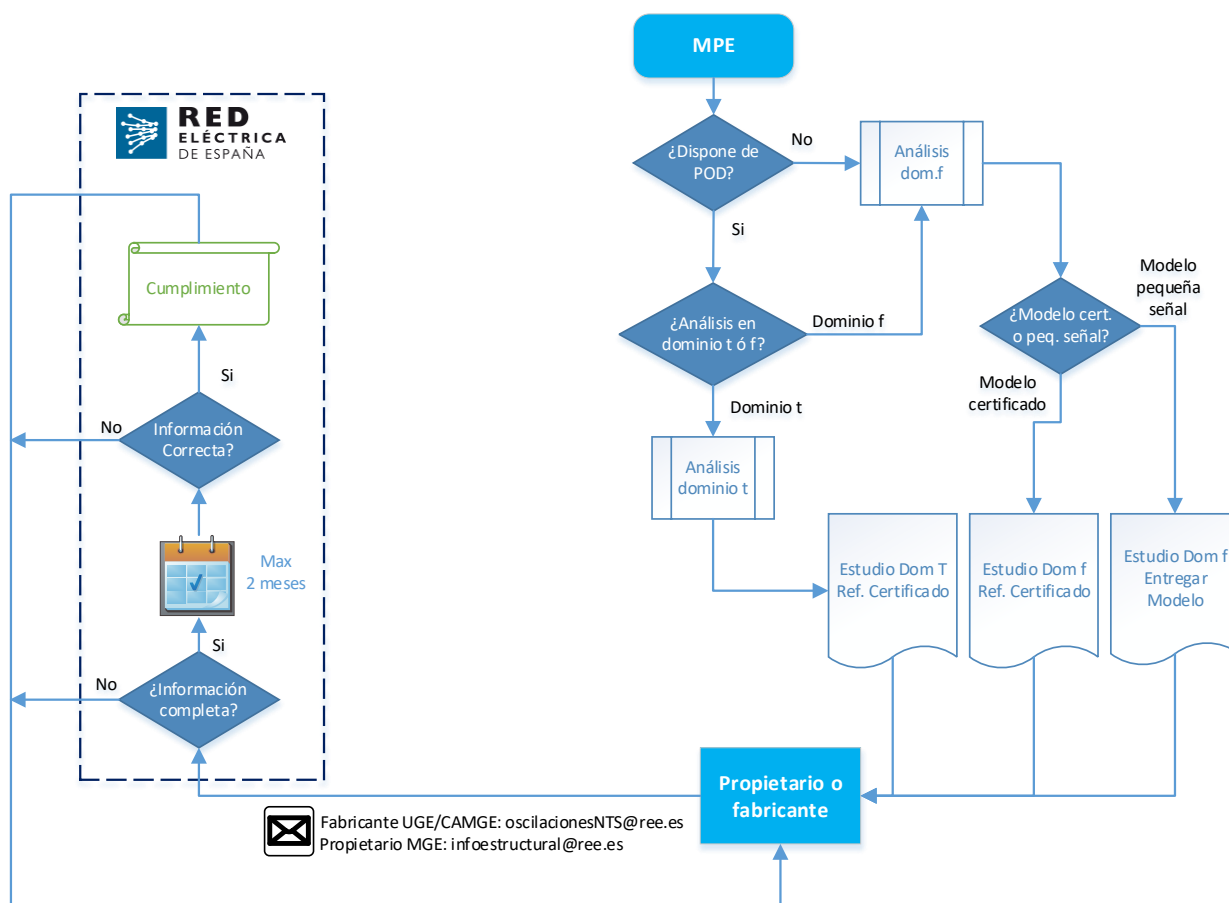 MPE
RED
ELÉCTRICA
DE ESPAÑA
¿Dispone de
POD?
No
Análisis
dom.f
Si
Cumplimiento
¿Análisis en
dominio t ó f?
Dominio f
¿Modelo cert.
o peq. señal?
Modelo
pequeña
señal
Si
Modelo
certificado
Dominio t
No
Información
Correcta?
Análisis
dominio t
Max
2 meses
Estudio Dom T
Ref. Certificado
Estudio Dom f
Ref. Certificado
Estudio Dom f
Entregar
Modelo
Si
No
¿Información
completa?
Propietario o
fabricante
Fabricante UGE/CAMGE: oscilacionesNTS@ree.es
Propietario MGE: infoestructural@ree.es